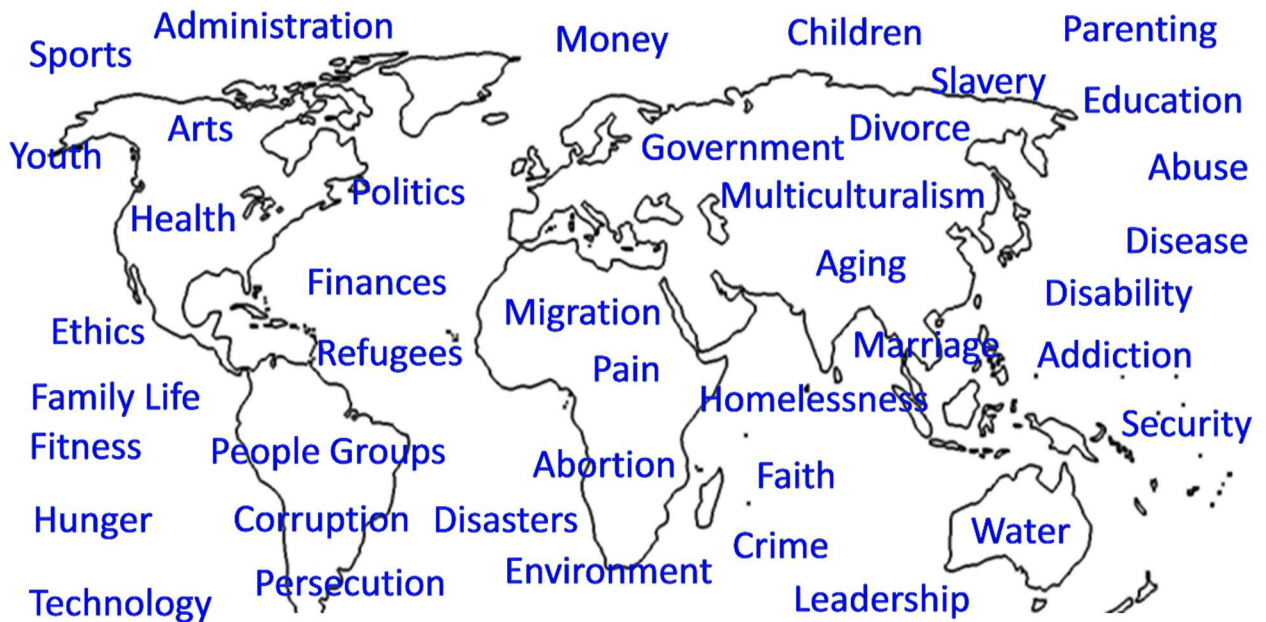 Administration
Money
Children
Parenting
Sports
Slavery
Education
Arts
Government
Divorce
Youth
Abuse
Politics
Multiculturalism
Health
Disease
Aging
Finances
Disability
Migration
Ethics
Refugees
Marriage
Addiction
Pain
Family Life
Homelessness
Security
Fitness
People Groups
Abortion
Faith
Hunger
Corruption
Disasters
Water
Crime
Environment
Persecution
Technology
Leadership